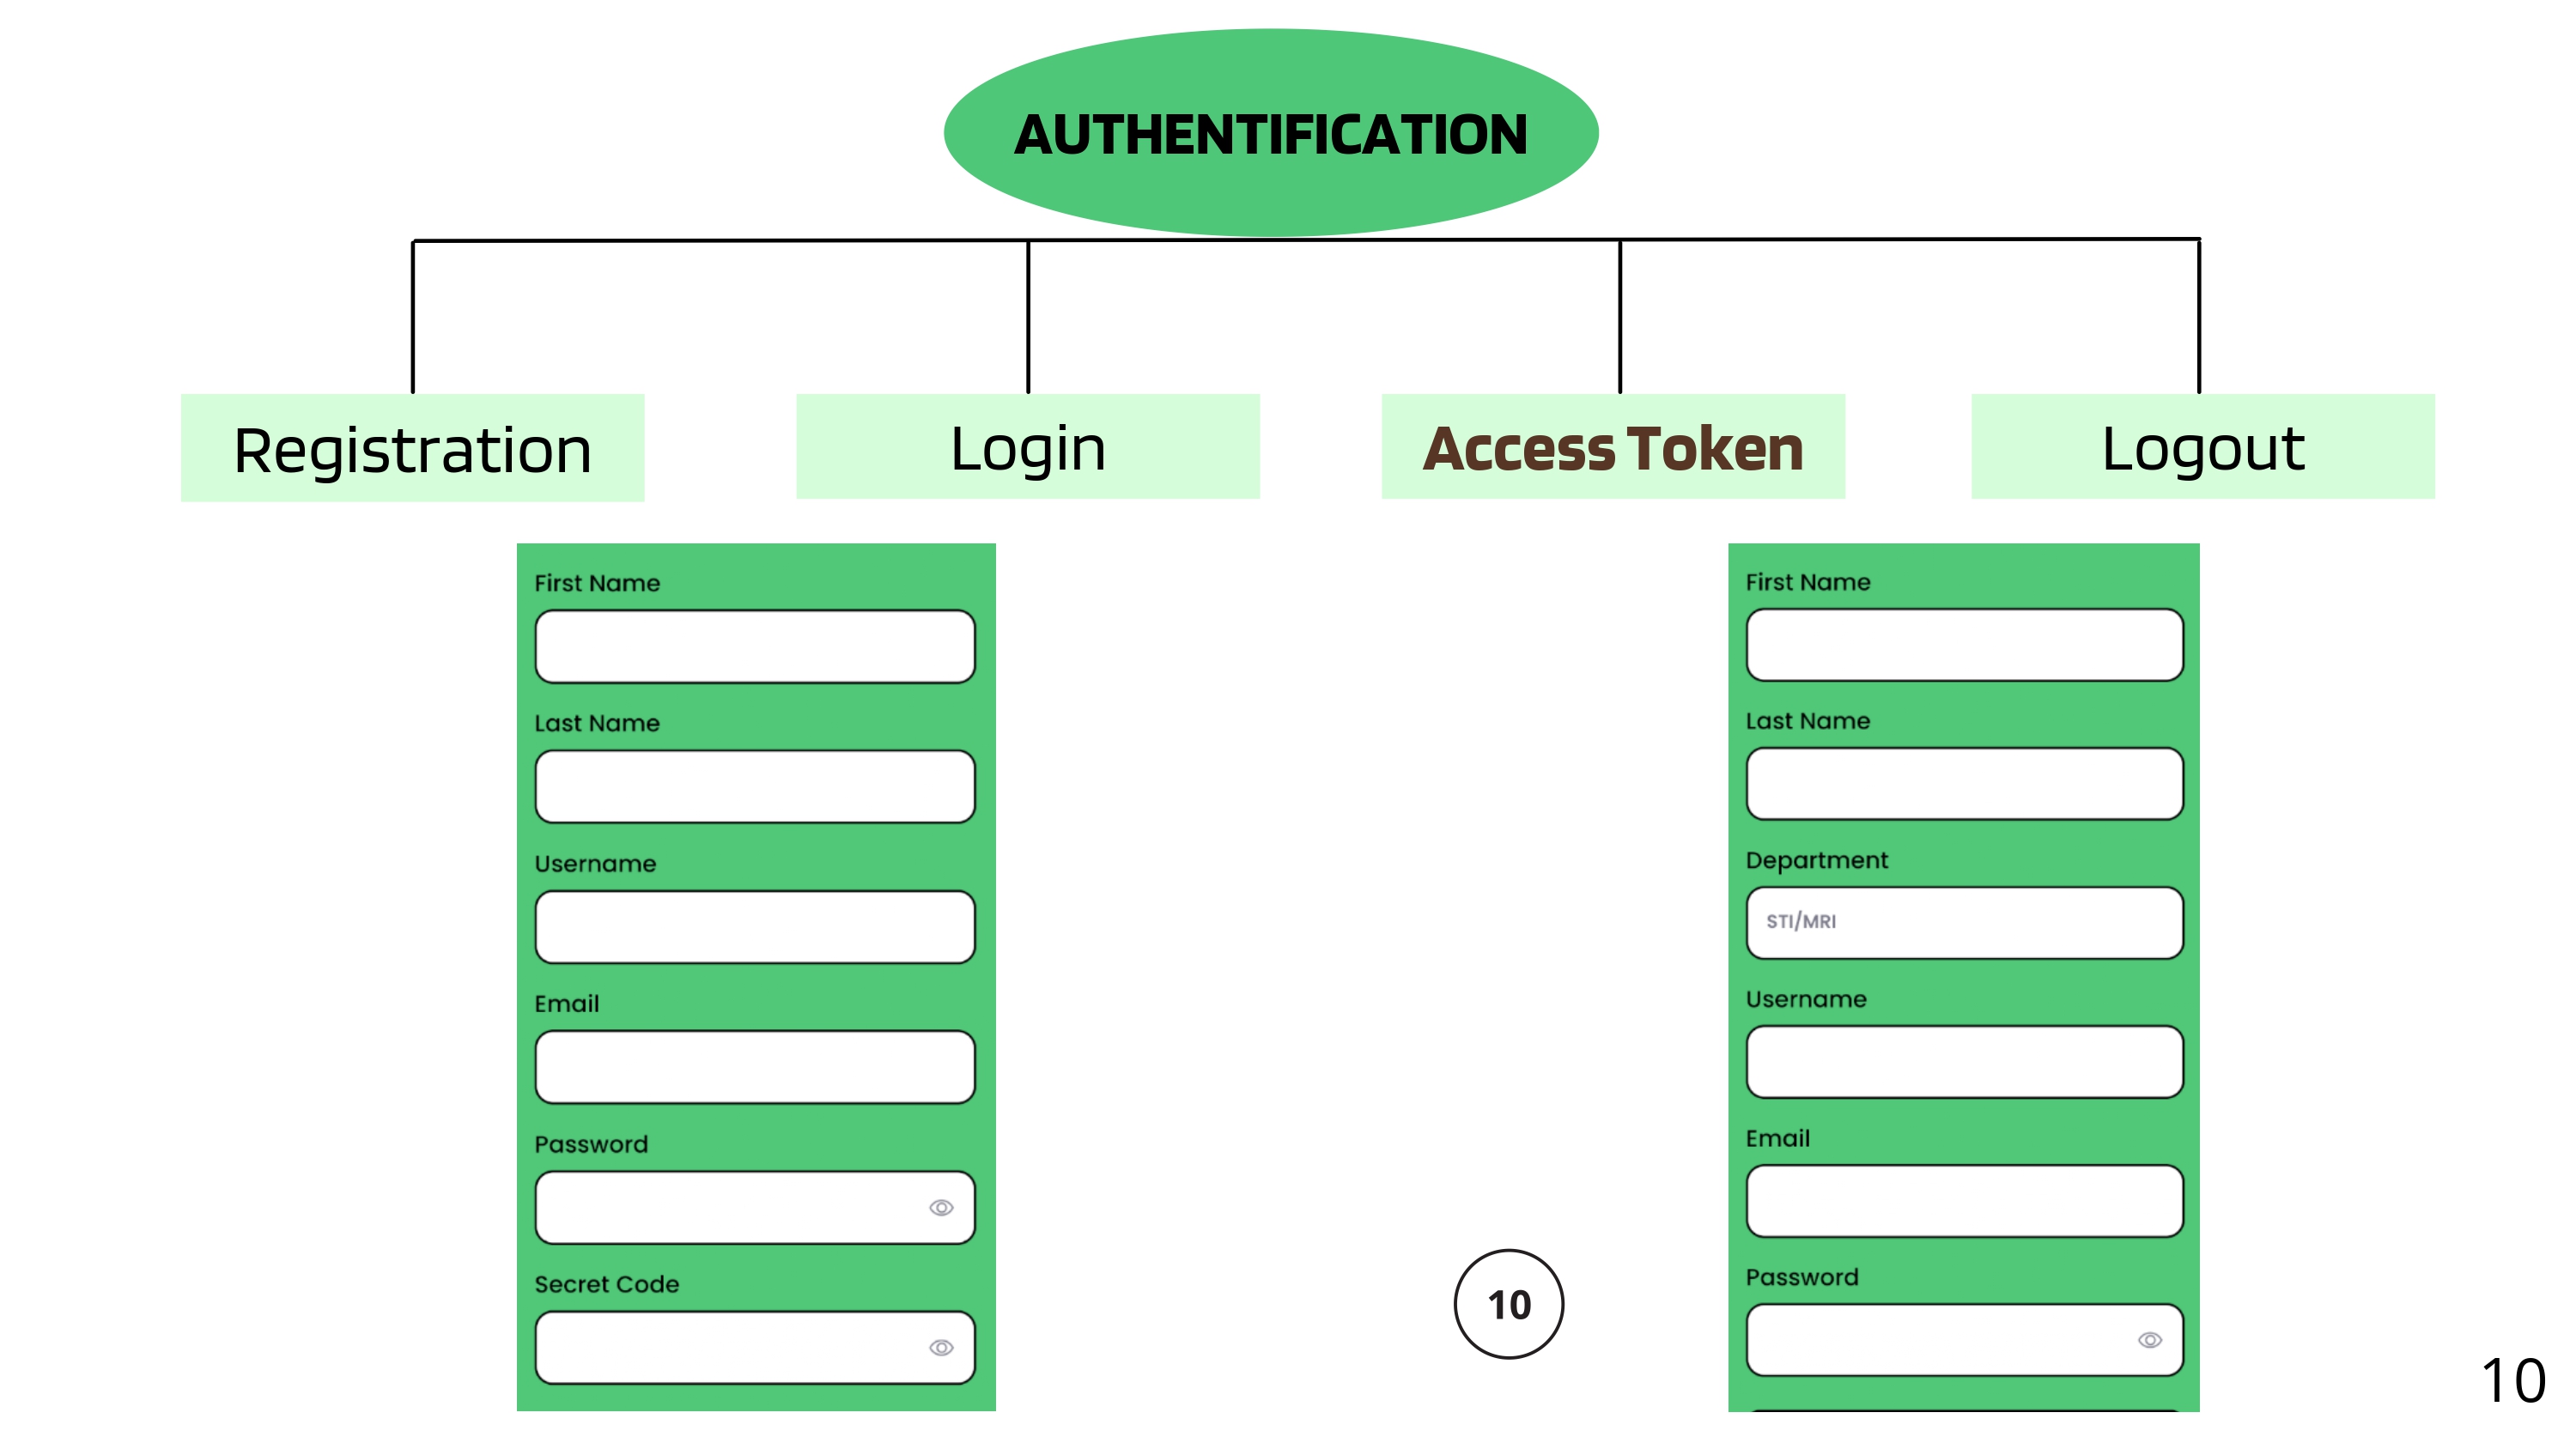 AUTHENTIFICATION
Registration
Login
Access Token
Logout
First Name
Last Name
Username
Email
Password
Secret Code
First Name
Last Name
Department
STI/MRI
Username
Email
Password
10
10